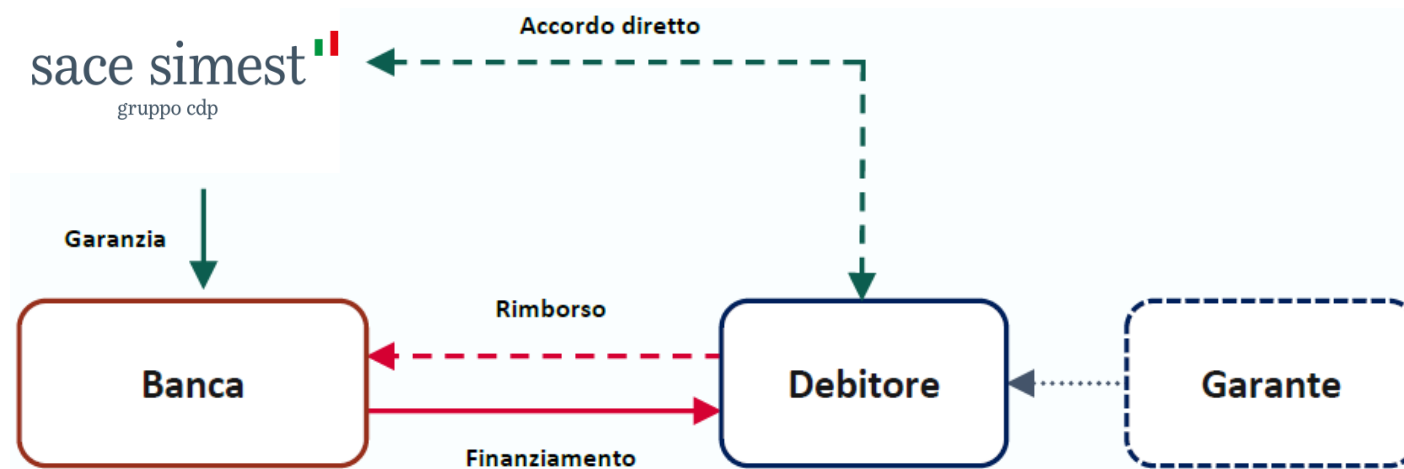 Accordo diretto
sace simest
gruppo cdp
Garanzia
Rimborso
Banca
Debitore
Garante
Finanziamento